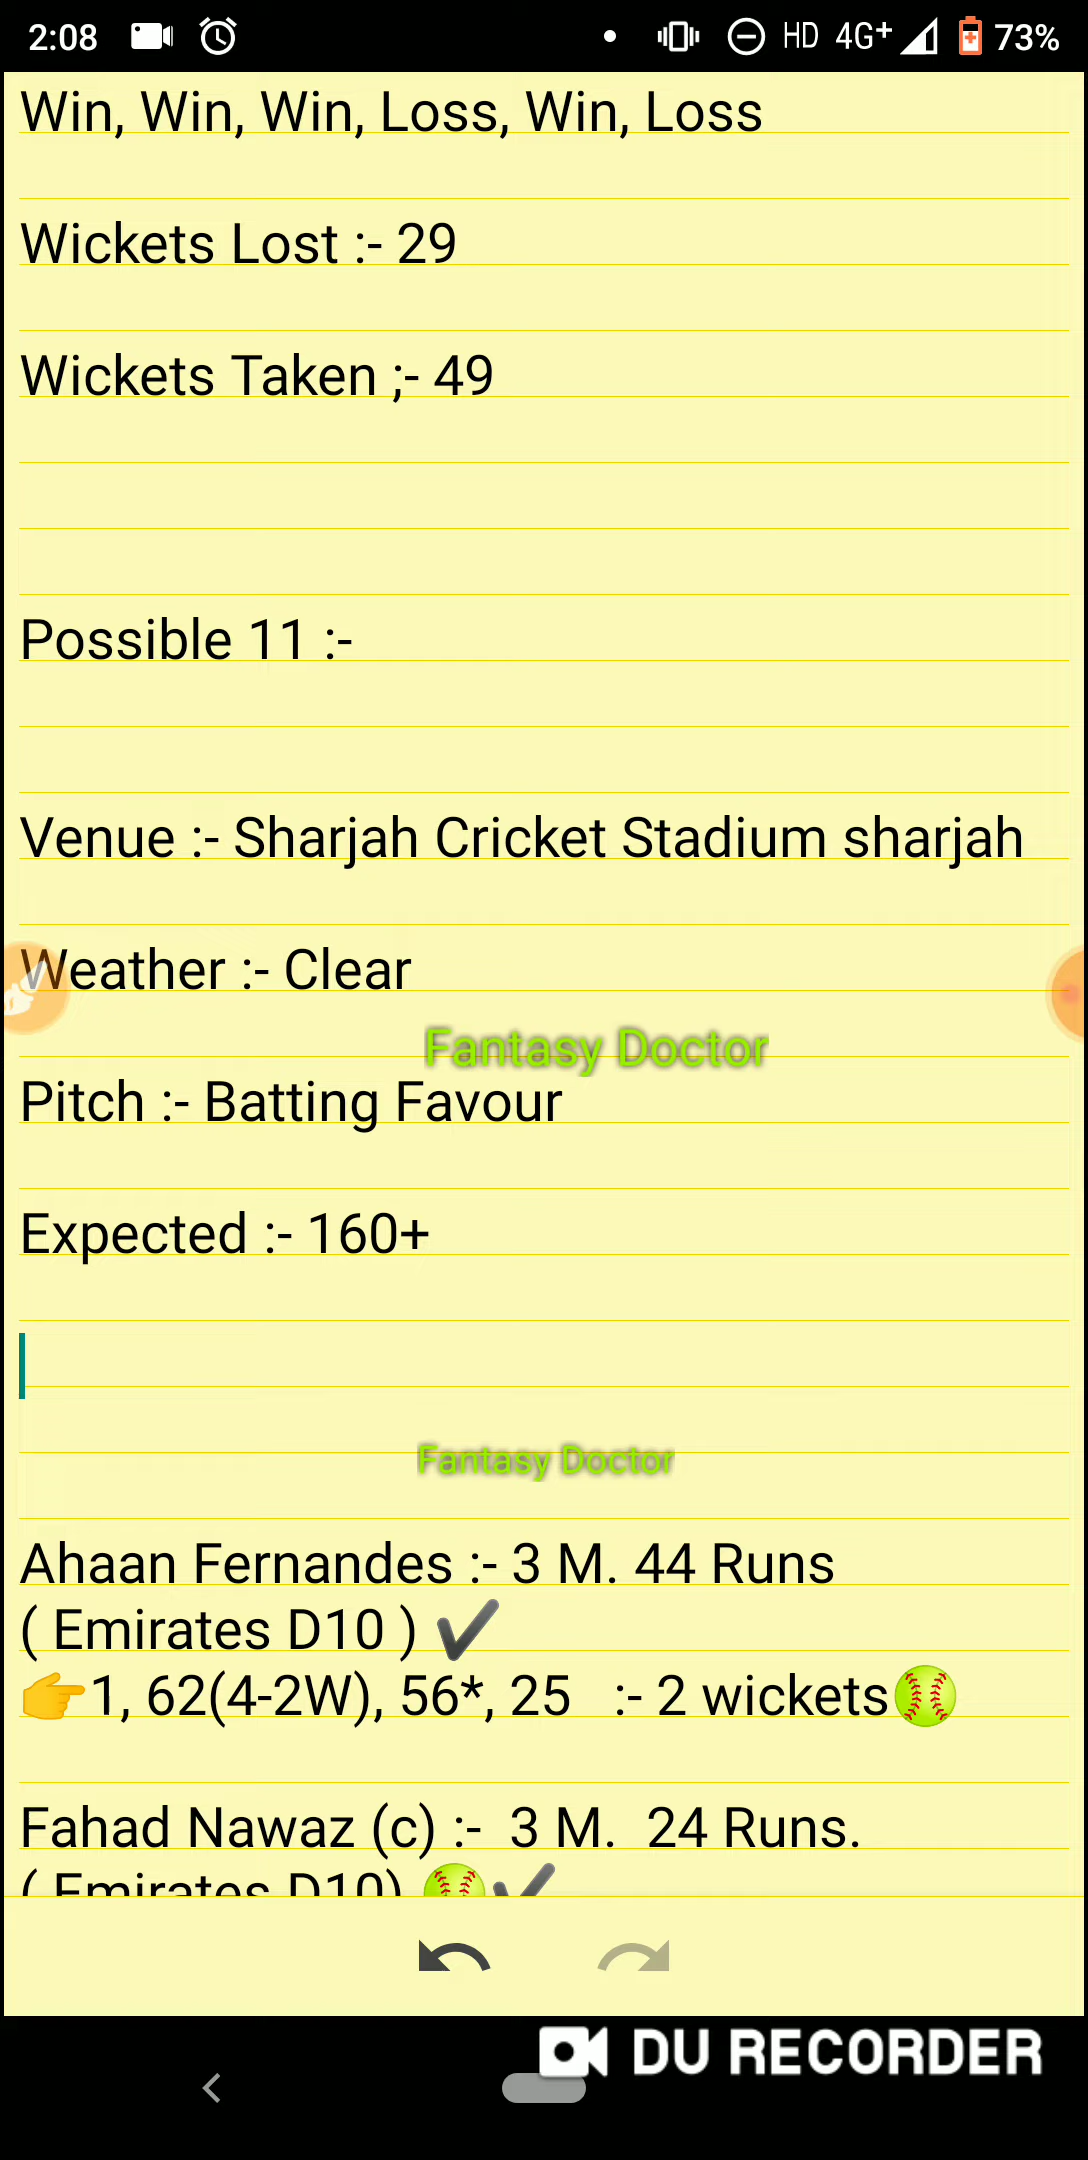 2:08 HD 4G+ 73%
Win, Win, Win, Loss, Win, Loss
Wickets Lost :- 29
Wickets Taken ;- 49
Possible 11 :-
Venue :- Sharjah Cricket Stadium sharjah
Weather :- Clear
Fantasy Doctor
Pitch :- Batting Favour
Expected :- 160+
Fantasy Doctor
Ahaan Fernandes :- 3 M. 44 Runs
( Emirates D10 ) ✔
👉1, 62(4-2W), 56*, 25 :- 2 wickets🥎
Fahad Nawaz (c) :- 3 M. 24 Runs.
( Emirates D10) 🥎✔
DU RECORDER